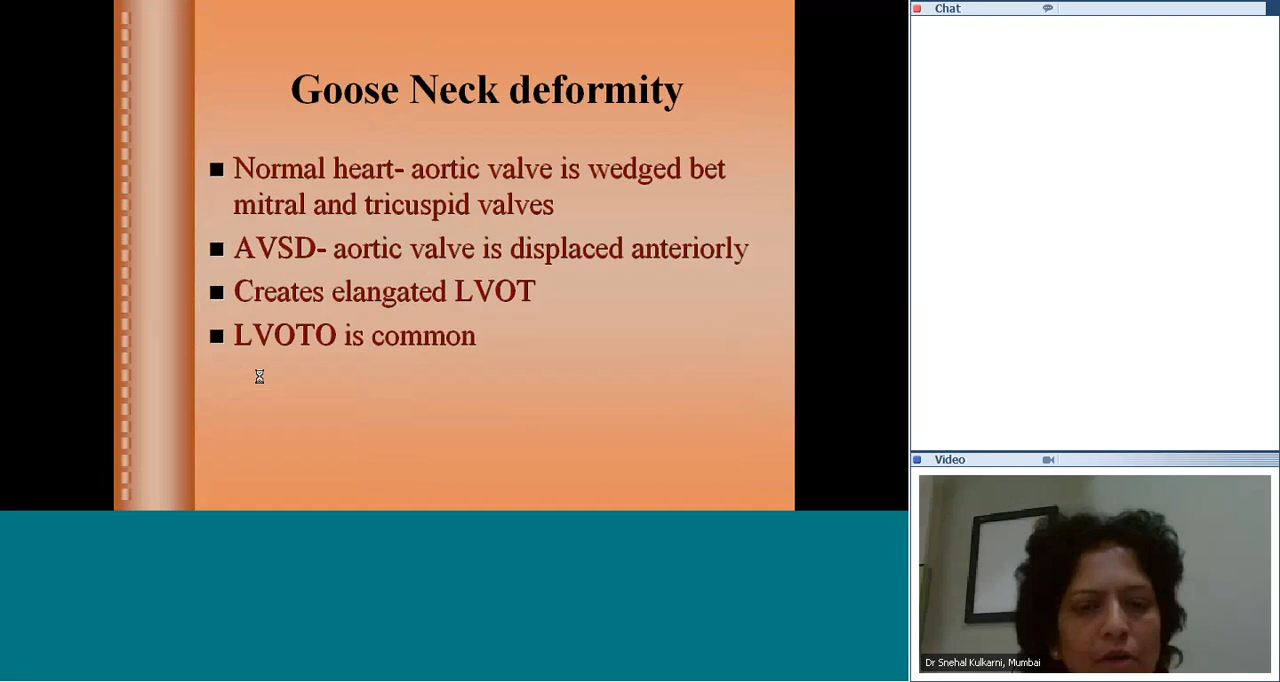 Goose Neck deformity
Normal heart- aortic valve is wedged bet
mitral and tricuspid valves
AVSD- aortic valve is displaced anteriorly
Creates elangated LVOT
LVOTO is common
Chat
Video
Dr Snehal Kulkarni, Mumbai